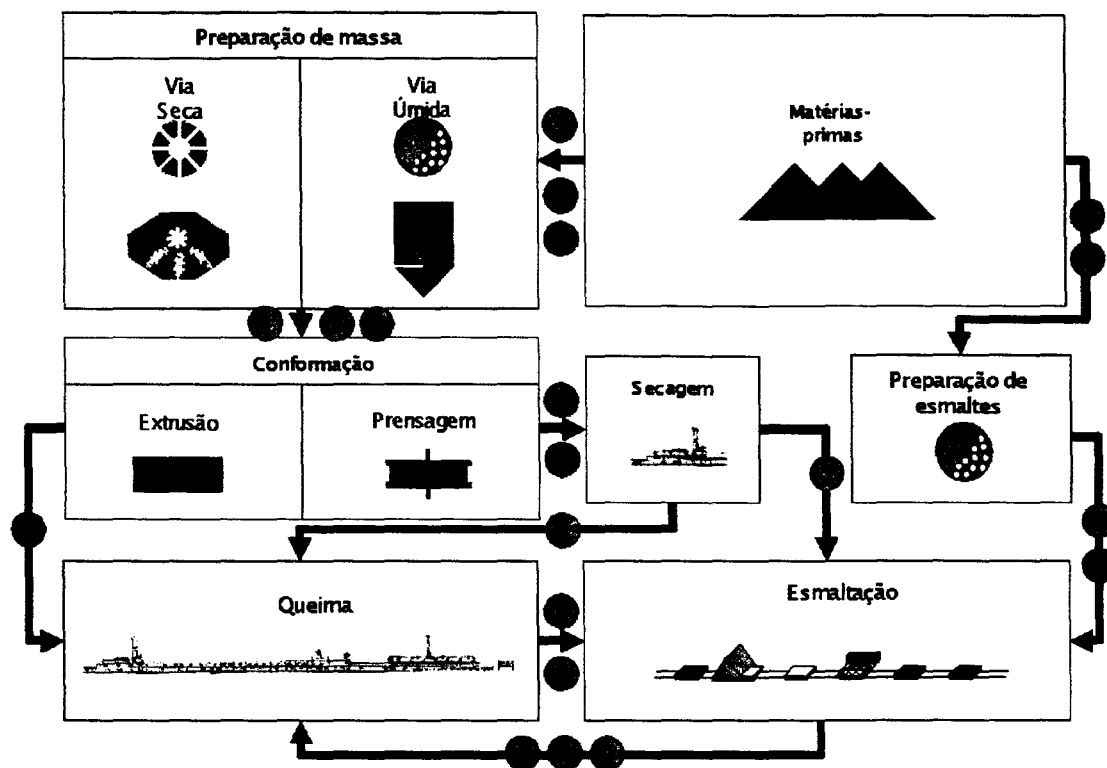 Preparação de massa
Via
Seca
Via
Úmida
Matérias-
primas
Conformação
Extrusão
Prensagem
Secagem
Preparação de
esmaltes
Queima
Esmaltação